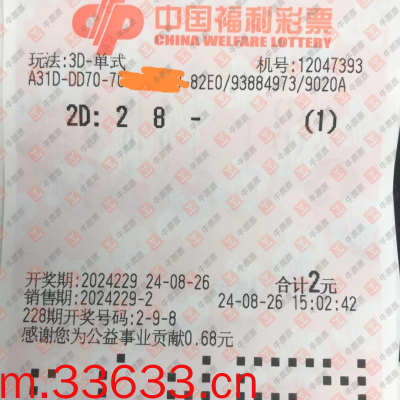 中国福利彩票
CHINA WELFARE LOTTERY
玩法:3D-单式 机号:12047393
A31D-DD70-7C -82E0/93884973/9020A
2D: 2 8 - (1)
开奖期:2024229 24-08-26 合计2元
销售期:2024229-2 24-08-26 15:02:42
228期开奖号码:2-9-8
感谢您为公益事业贡献0.68元
m.33633.cn